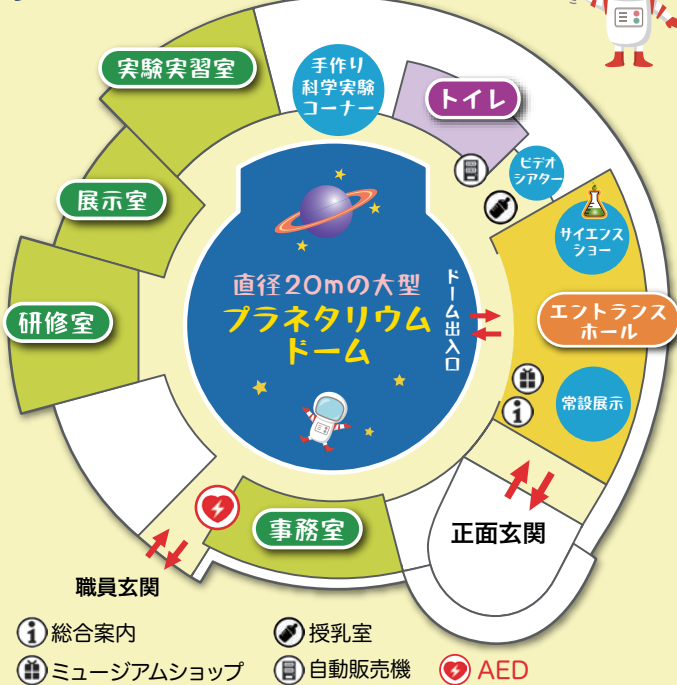 実験実習室
手作り
科学実験
コーナー
トイレ
ビデオ
シアター
展示室
サイエンス
ショー
直径20mの大型
プラネタリウム
ドーム
ドーム出入口
エントランス
ホール
研修室
常設展示
事務室
正面玄関
職員玄関
総合案内
授乳室
ミュージアムショップ
自動販売機
AED